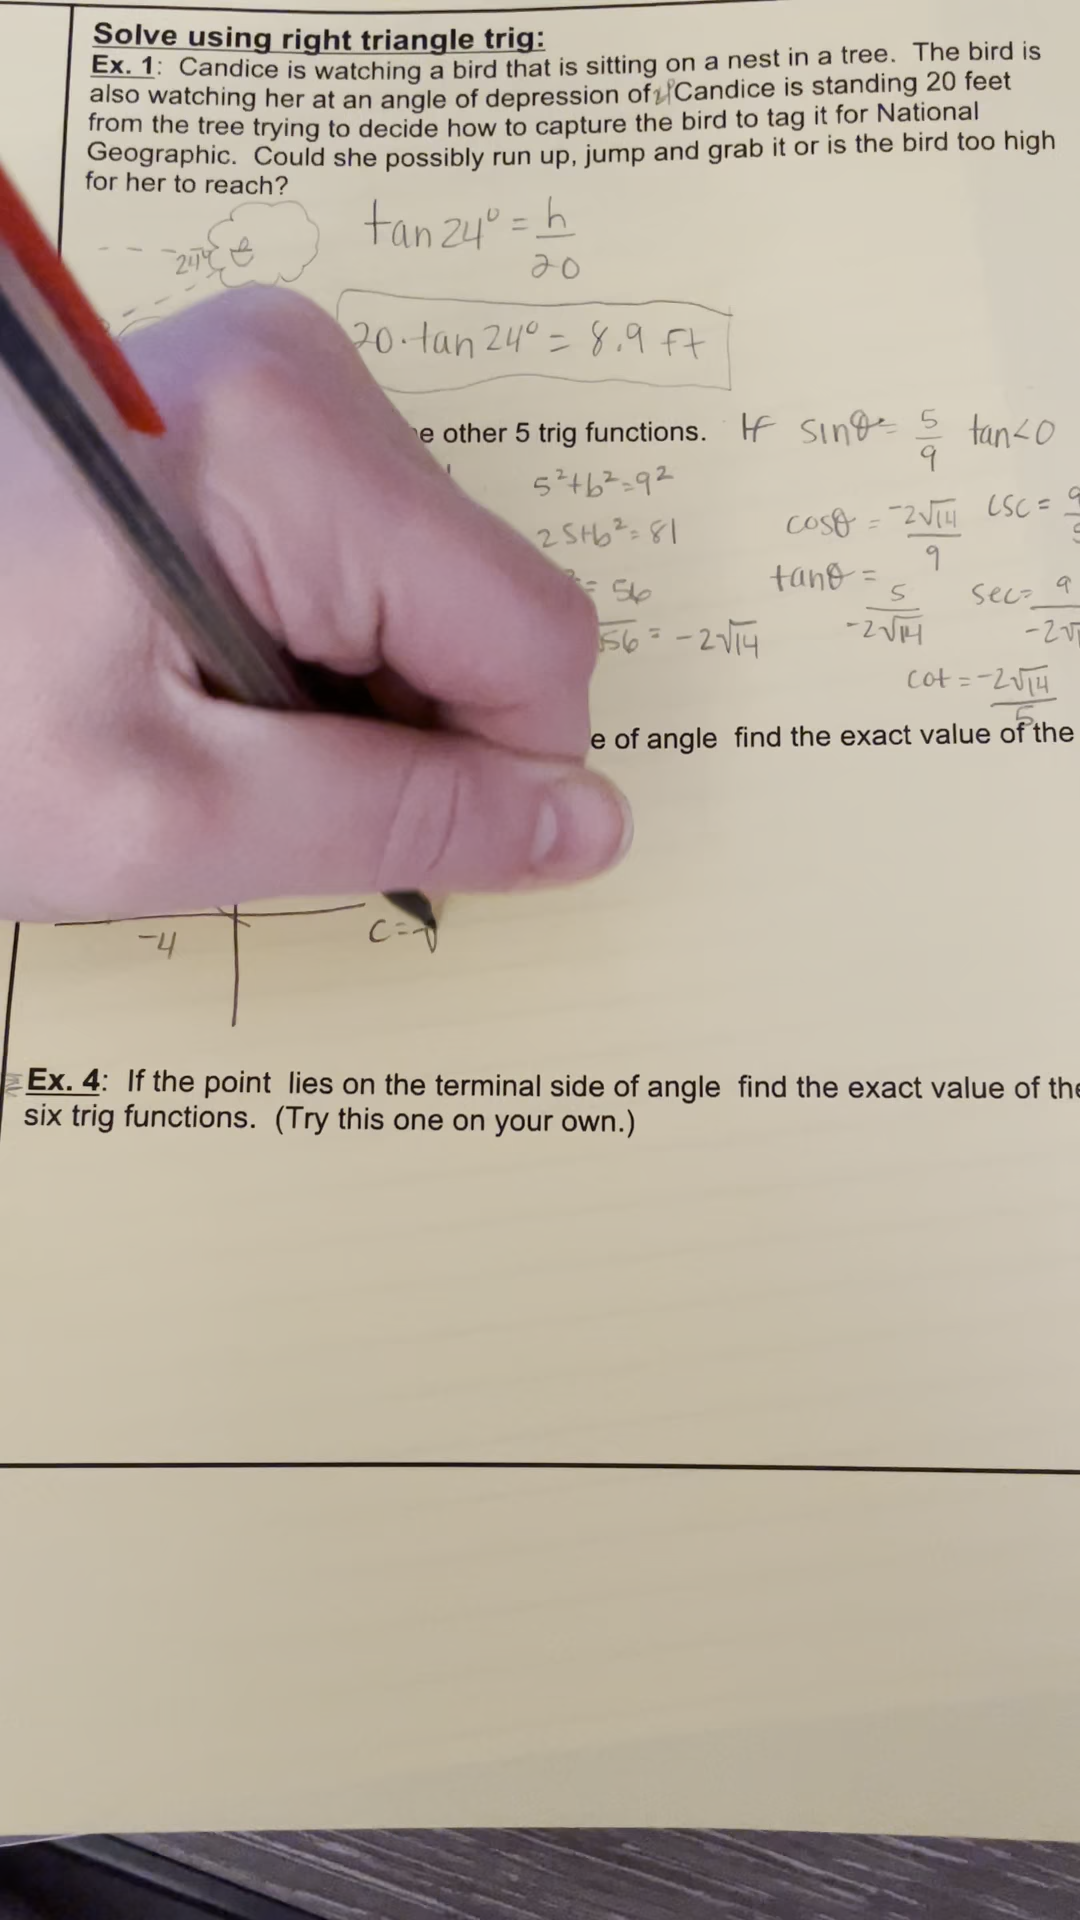 Solve using right triangle trig:
Ex. 1: Candice is watching a bird that is sitting on a nest in a tree. The bird is
also watching her at an angle of depression of Candice is standing 20 feet
from the tree trying to decide how to capture the bird to tag it for National
Geographic. Could she possibly run up, jump and grab it or is the bird too high
for her to reach?
tan 24° = h/20
24°
20·tan 24° = 8.9 ft
other 5 trig functions. If sinθ= 5/9 tan<0
5²+b²=9²
25+b²=81
= 56
√56 = -2√14
cosθ = -2√14/9
csc =
tanθ = 5/-2√14
sec=
cot = -2√14/5
of angle find the exact value of the
-4
c=√
Ex. 4: If the point lies on the terminal side of angle find the exact value of the
six trig functions. (Try this one on your own.)